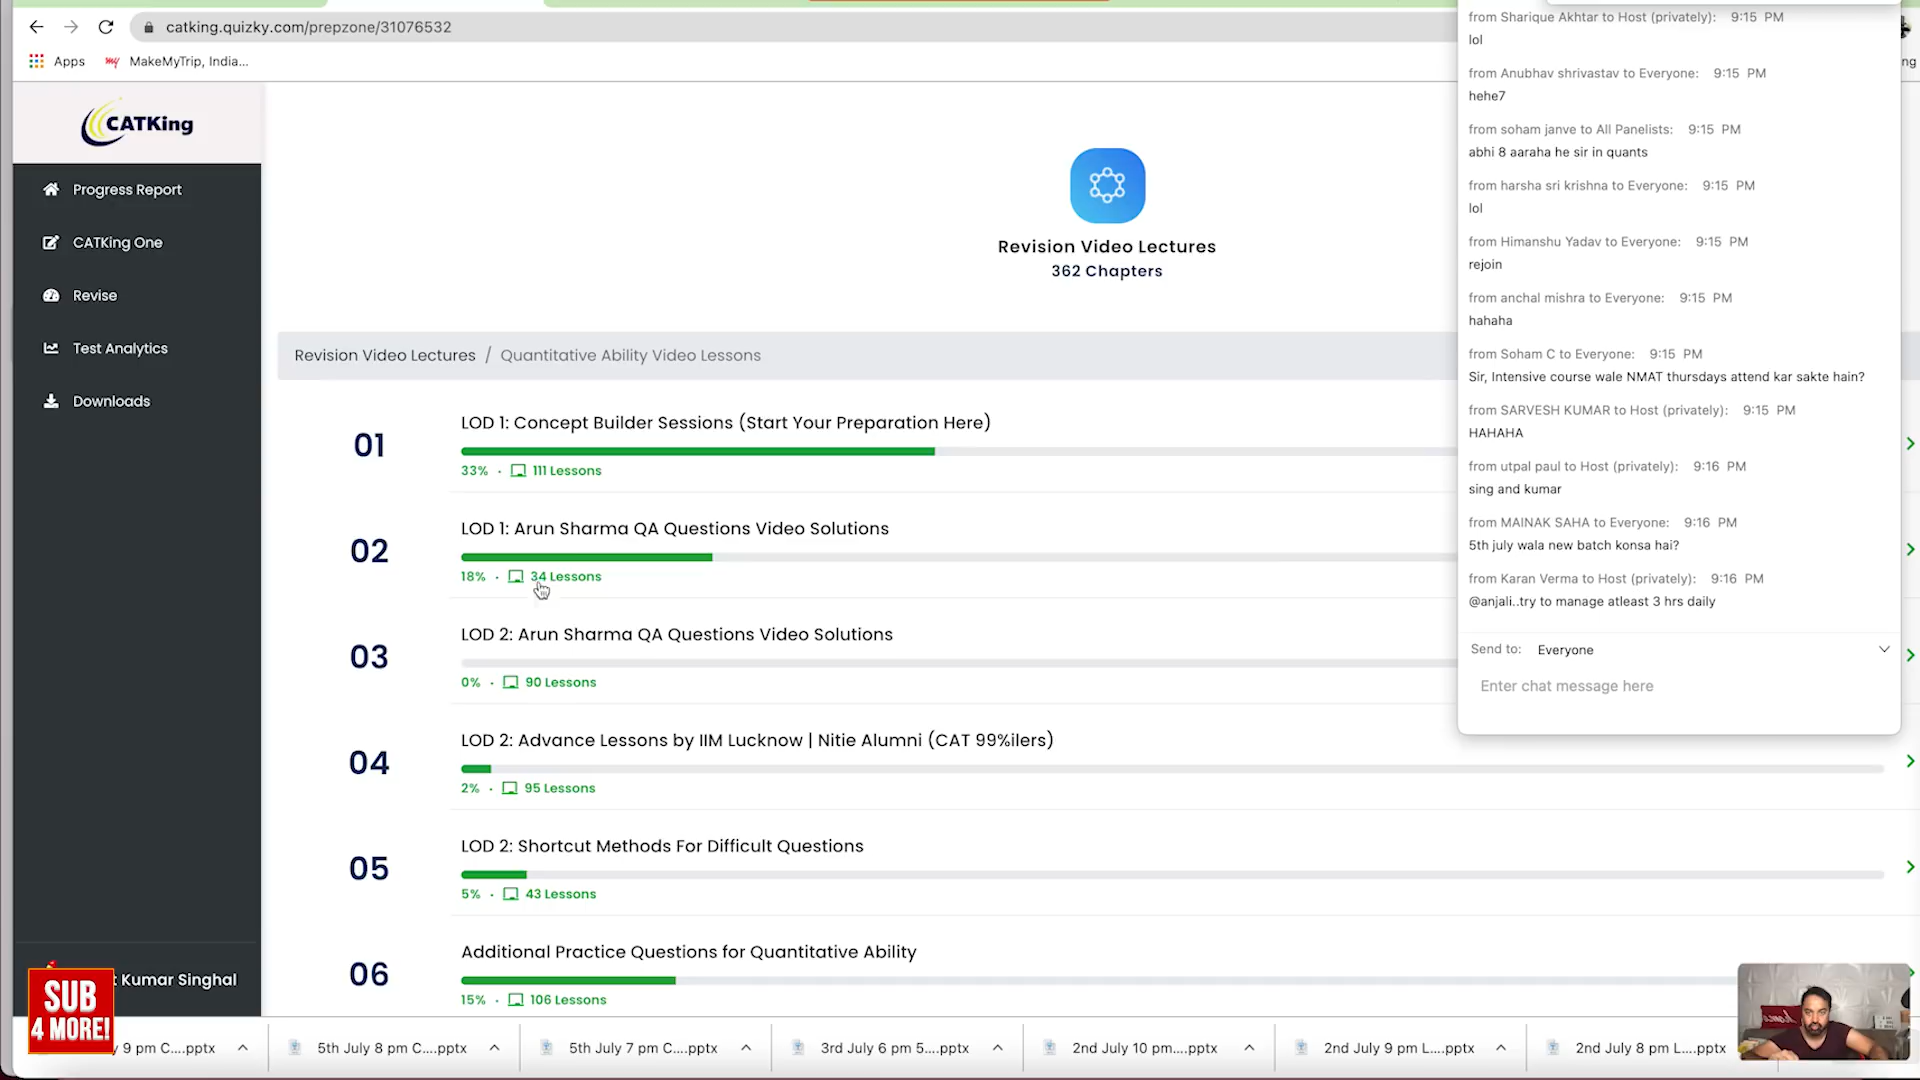 catking.quizky.com/prepzone/31076532
Apps
MakeMyTrip, India...
CATKing
Progress Report
CATKing One
Revise
Test Analytics
Downloads
Kumar Singhal
SUB
4 MORE!
Revision Video Lectures
362 Chapters
Revision Video Lectures / Quantitative Ability Video Lessons
01
LOD 1: Concept Builder Sessions (Start Your Preparation Here)
33% · 111 Lessons
02
LOD 1: Arun Sharma QA Questions Video Solutions
18% · 34 Lessons
03
LOD 2: Arun Sharma QA Questions Video Solutions
0% · 90 Lessons
04
LOD 2: Advance Lessons by IIM Lucknow | Nitie Alumni (CAT 99%ilers)
2% · 95 Lessons
05
LOD 2: Shortcut Methods For Difficult Questions
5% · 43 Lessons
06
Additional Practice Questions for Quantitative Ability
15% · 106 Lessons
from Sharique Akhtar to Host (privately): 9:15 PM
lol
from Anubhav shrivastav to Everyone: 9:15 PM
hehe7
from soham janve to All Panelists: 9:15 PM
abhi 8 aaraha he sir in quants
from harsha sri krishna to Everyone: 9:15 PM
lol
from Himanshu Yadav to Everyone: 9:15 PM
rejoin
from anchal mishra to Everyone: 9:15 PM
hahaha
from Soham C to Everyone: 9:15 PM
Sir, Intensive course wale NMAT thursdays attend kar sakte hain?
from SARVESH KUMAR to Host (privately): 9:15 PM
HAHAHA
from utpal paul to Host (privately): 9:16 PM
sing and kumar
from MAINAK SAHA to Everyone: 9:16 PM
5th july wala new batch konsa hai?
from Karan Verma to Host (privately): 9:16 PM
@anjali..try to manage atleast 3 hrs daily
Send to: Everyone
Enter chat message here
y 9 pm C....pptx
5th July 8 pm C....pptx
5th July 7 pm C....pptx
3rd July 6 pm 5....pptx
2nd July 10 pm....pptx
2nd July 9 pm L....pptx
2nd July 8 pm L....pptx